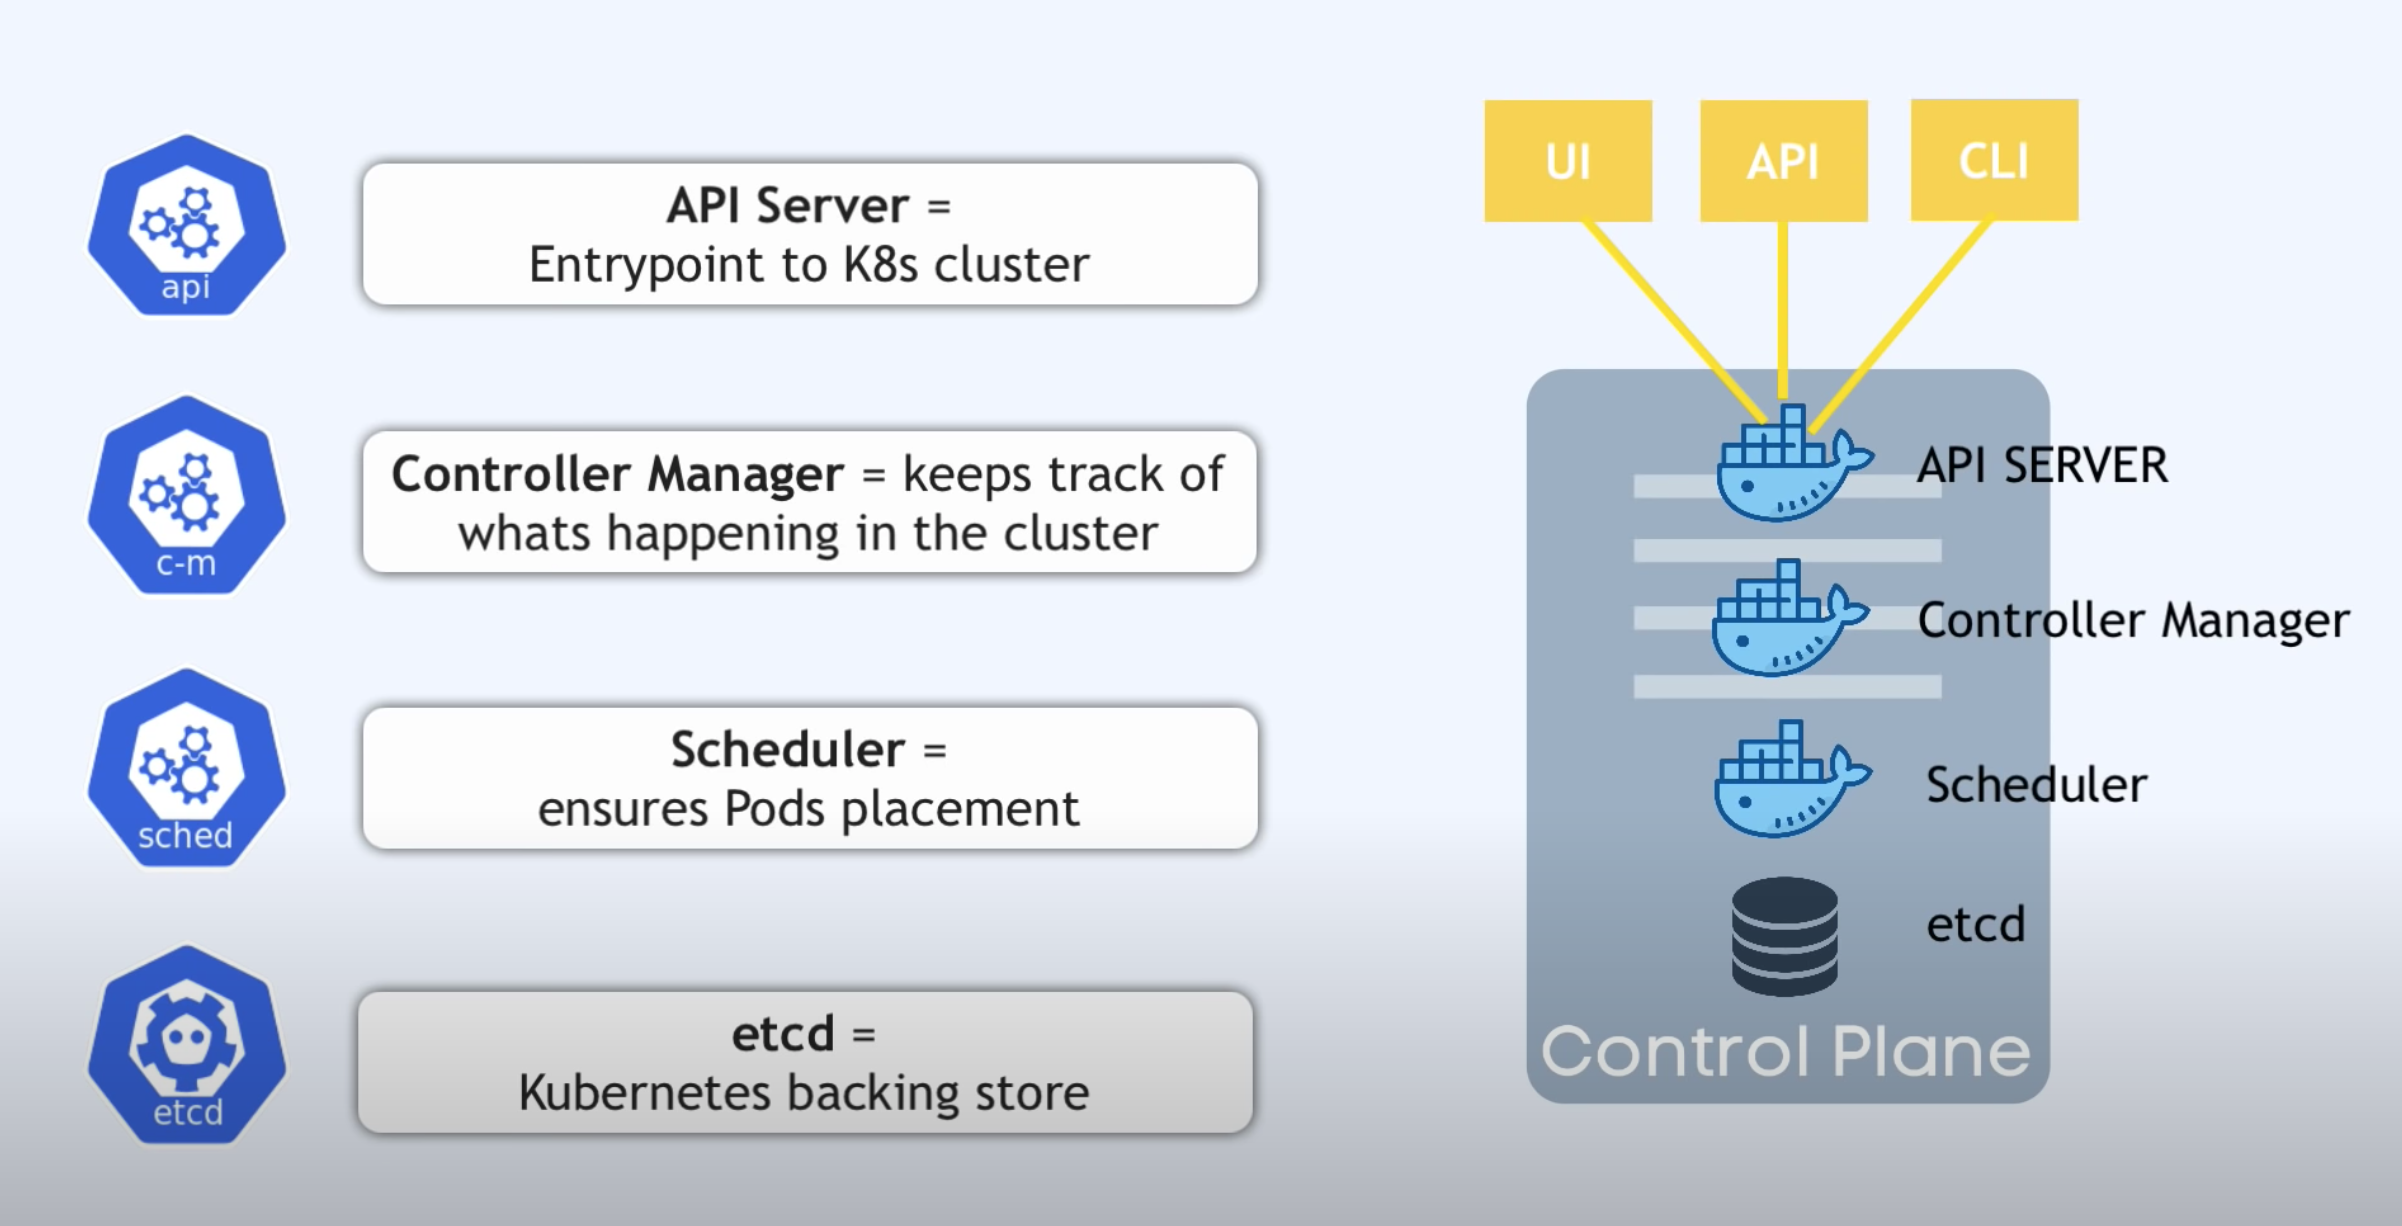 api
API Server =
Entrypoint to K8s cluster
c-m
Controller Manager = keeps track of
whats happening in the cluster
sched
Scheduler =
ensures Pods placement
etcd
etcd =
Kubernetes backing store
UI
API
CLI
API SERVER
Controller Manager
Scheduler
etcd
Control Plane